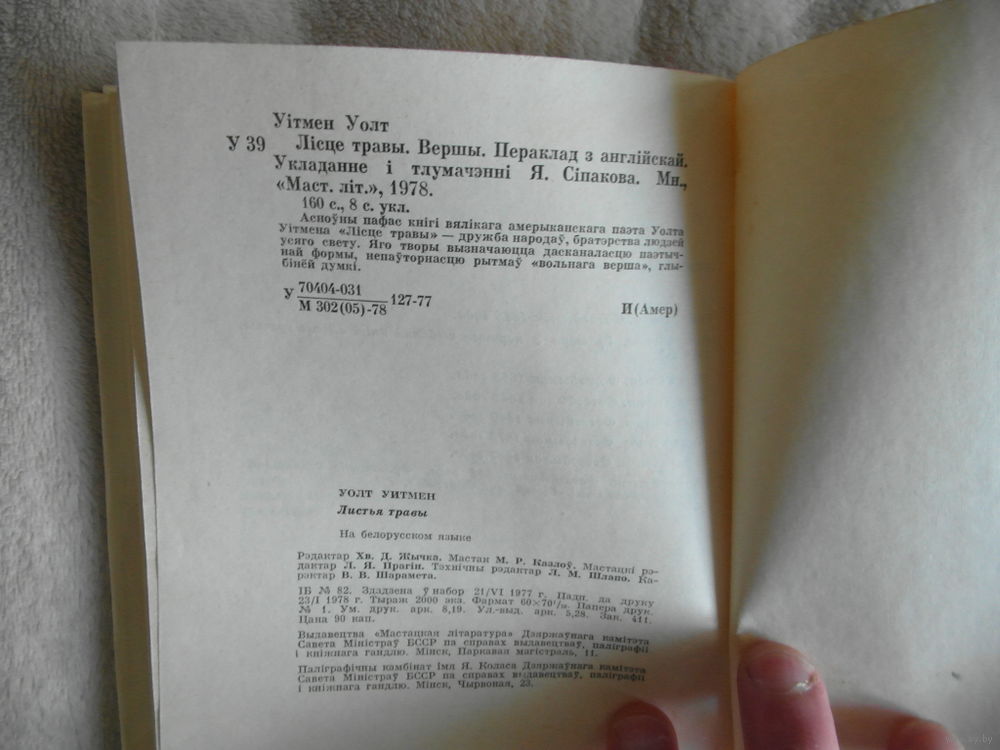 Уітмен Уолт
У 39 Лісце травы. Вершы. Пераклад з англійскай.
Укладанне і тлумачэнні Я. Сіпакова. Мн.,
«Маст. літ.», 1978.
160 с., 8 с. укл.
Асноўны пафас кнігі вялікага амерыканскага паэта Уолта
Уітмена «Лісце травы» — дружба народаў, братэрства людзей
усяго свету. Яго творы вызначаюцца дасканаласцю паэтыч-
най формы, непаўторнасцю рытмаў «вольнага верша», глы-
бінёй думкі.
У 70404-031
М 302(05)-78 127-77
И(Амер)
УОЛТ УИТМЕН
Листья травы
На белорусском языке
Рэдактар Хв. Д. Жычка. Мастак М. Р. Казлоў. Мастацкі рэ-
дактар Л. Я. Прагін. Тэхнічны рэдактар Л. М. Шлапо. Ка-
рэктар В. В. Шарамета.
ІБ № 82. Здадзена ў набор 21/VI 1977 г. Падп. да друку
23/I 1978 г. Тыраж 2000 экз. Фармат 60×70¹/ Папера друк.
№ 1. Ум. друк. арк. 8,19. Ул.-выд. арк. 5,28. Зак. 411.
Цана 90 кап.
Выдавецтва «Мастацкая літаратура» Дзяржаўнага камітэта
Савета Міністраў БССР па справах выдавецтваў, паліграфіі
і кніжнага гандлю. Мінск, Паркавая магістраль, 11.
Паліграфічны камбінат імя Я. Коласа Дзяржаўнага камітэта
Савета Міністраў БССР па справах выдавецтваў, паліграфіі
і кніжнага гандлю. Мінск, Чырвоная, 23.